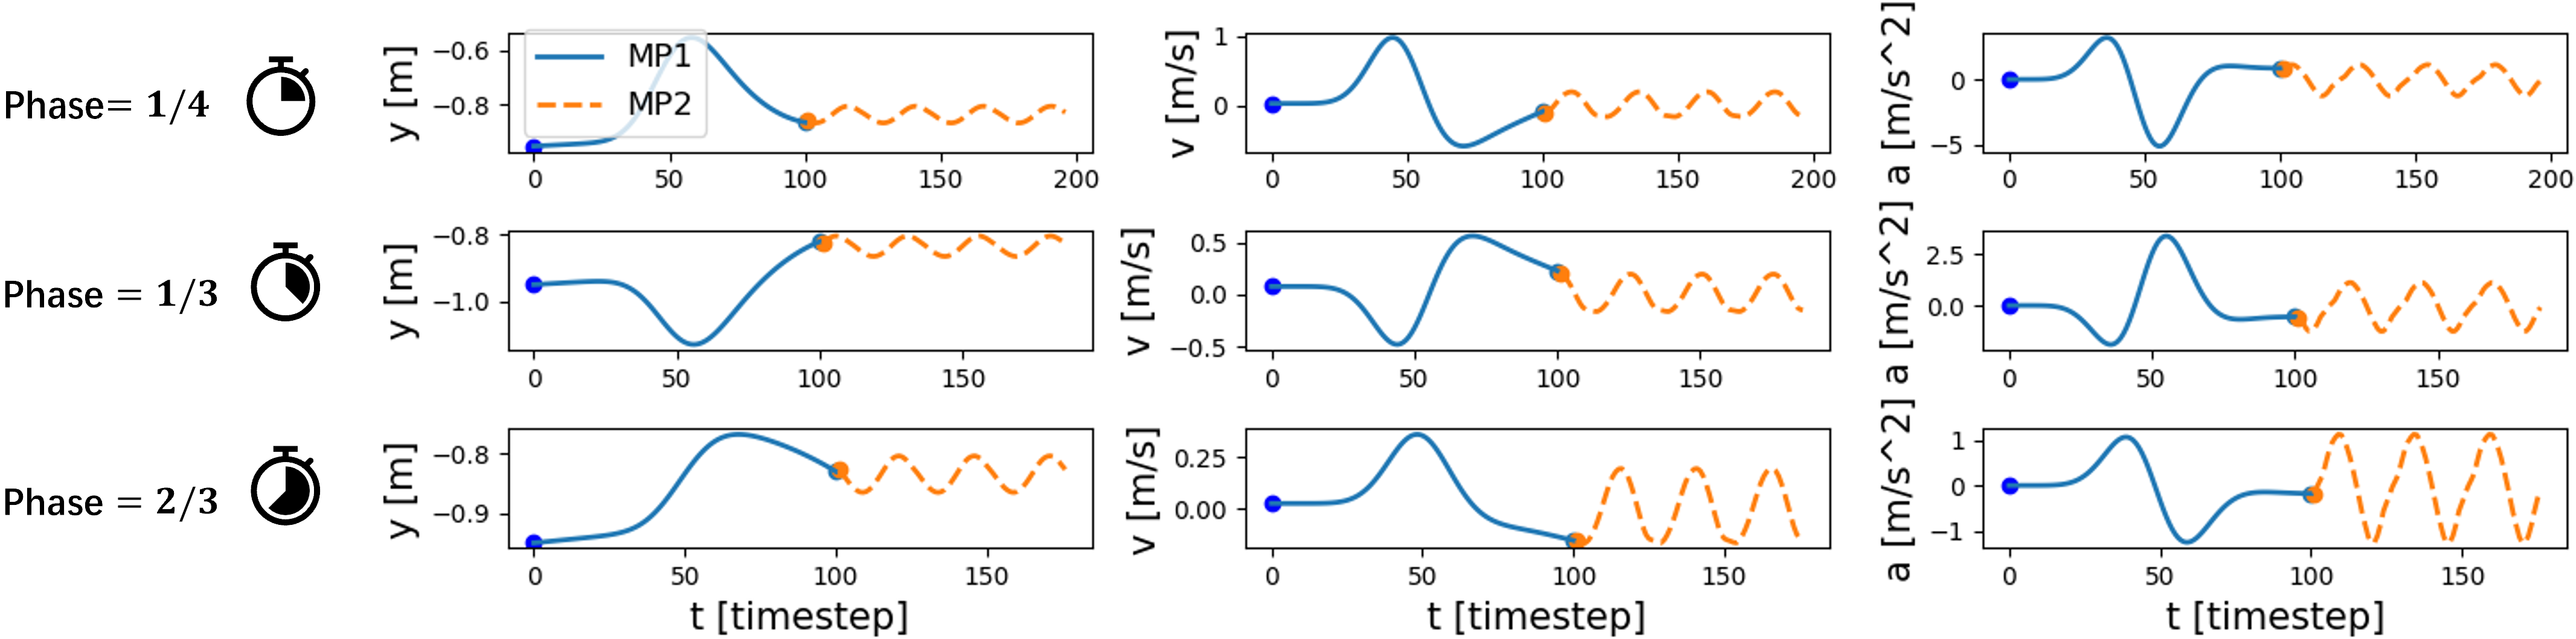 Phase= 1/4
y [m]
−0.6
−0.8
MP1
MP2
0 50 100 150 200
v [m/s]
1
0
0 50 100 150 200
a [m/s^2]
0
−5
0 50 100 150 200
Phase = 1/3
y [m]
−0.8
−1.0
0 50 100 150
v [m/s]
0.5
0.0
−0.5
0 50 100 150
a [m/s^2]
2.5
0.0
0 50 100 150
Phase = 2/3
y [m]
−0.8
−0.9
0 50 100 150
t [timestep]
v [m/s]
0.25
0.00
0 50 100 150
t [timestep]
a [m/s^2]
1
0
−1
0 50 100 150
t [timestep]